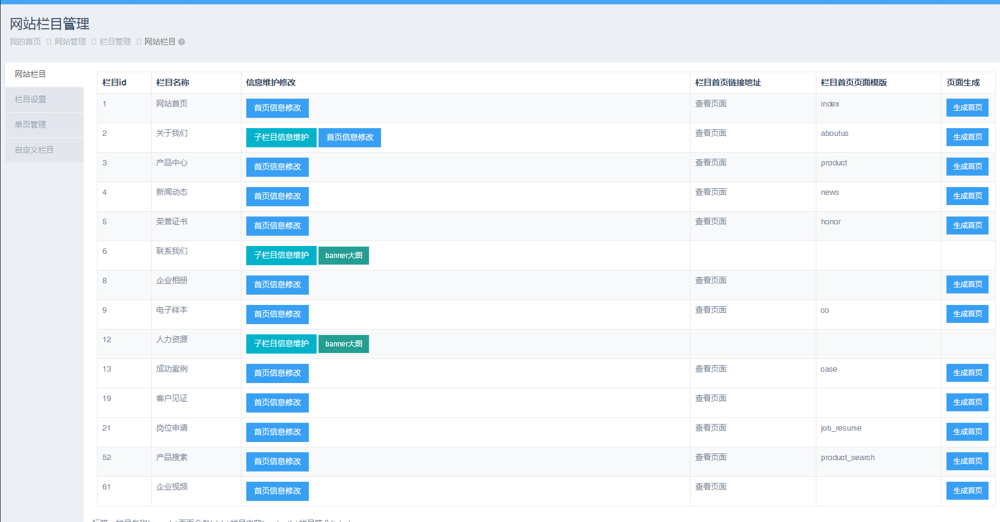 网站栏目管理
我的首页 网站管理 栏目管理 网站栏目 ?
网站栏目
栏目设置
单页管理
自定义栏目
栏目id 栏目名称 信息维护修改 栏目首页链接地址 栏目首页页面模版 页面生成
1 网站首页 首页信息修改 查看页面 index 生成首页
2 关于我们 子栏目信息维护 首页信息修改 查看页面 aboutus 生成首页
3 产品中心 首页信息修改 查看页面 product 生成首页
4 新闻动态 首页信息修改 查看页面 news 生成首页
5 荣誉证书 首页信息修改 查看页面 honor 生成首页
6 联系我们 子栏目信息维护 banner大图
8 企业相册 首页信息修改 查看页面 生成首页
9 电子样本 首页信息修改 查看页面 co 生成首页
12 人力资源 子栏目信息维护 banner大图
13 成功案例 首页信息修改 查看页面 case 生成首页
19 客户见证 首页信息修改 查看页面 生成首页
21 岗位申请 首页信息修改 查看页面 job_resume 生成首页
52 产品搜索 首页信息修改 查看页面 product_search 生成首页
61 企业视频 首页信息修改 查看页面 生成首页